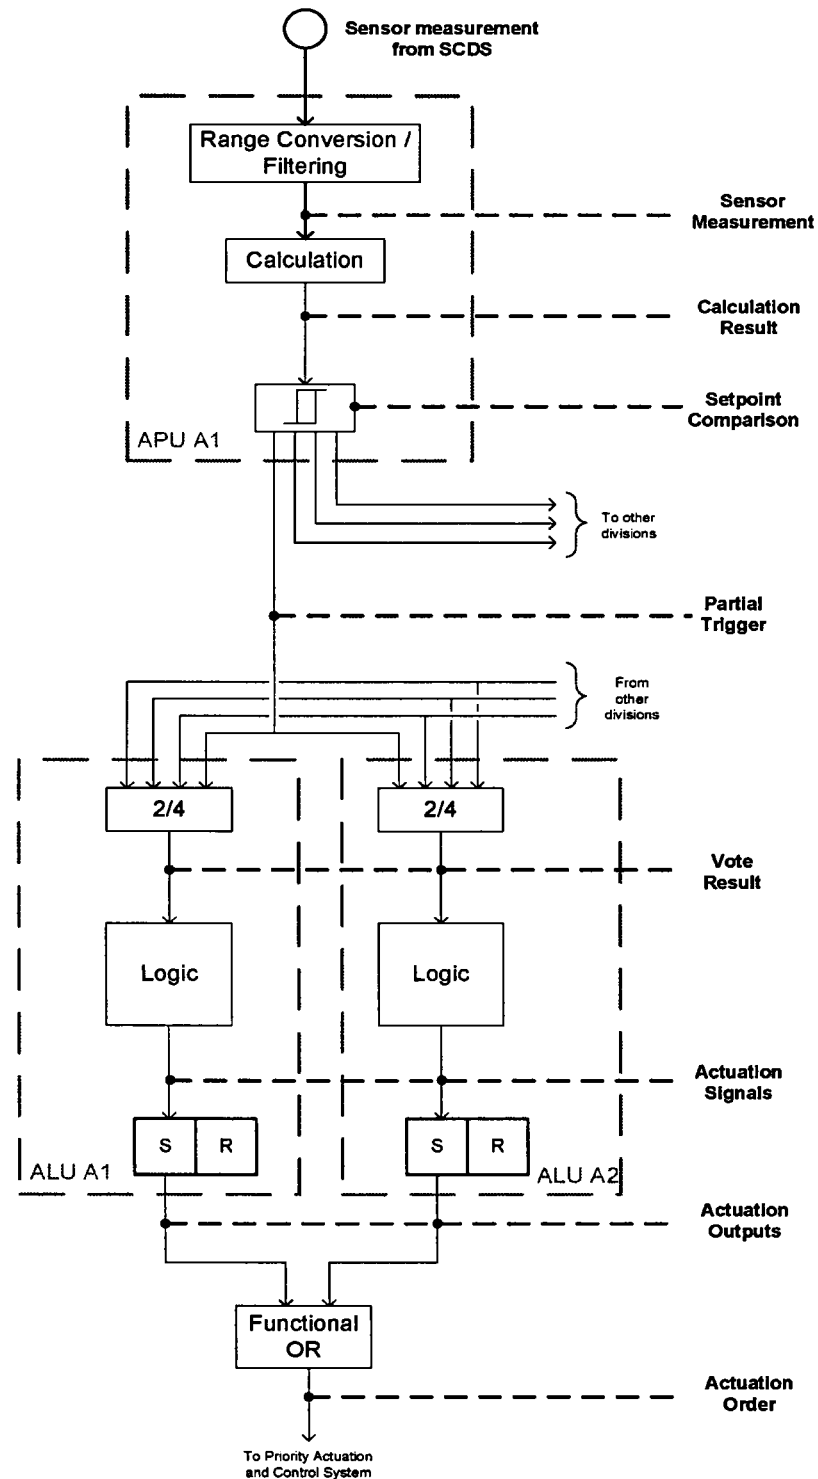 Sensor measurement
from SCDS
Range Conversion /
Filtering
Sensor
Measurement
Calculation
Calculation
Result
Setpoint
Comparison
APU A1
To other
divisions
Partial
Trigger
From
other
divisions
2/4
2/4
Vote
Result
Logic
Logic
Actuation
Signals
S
R
S
R
ALU A1
ALU A2
Actuation
Outputs
Functional
OR
Actuation
Order
To Priority Actuation
and Control System